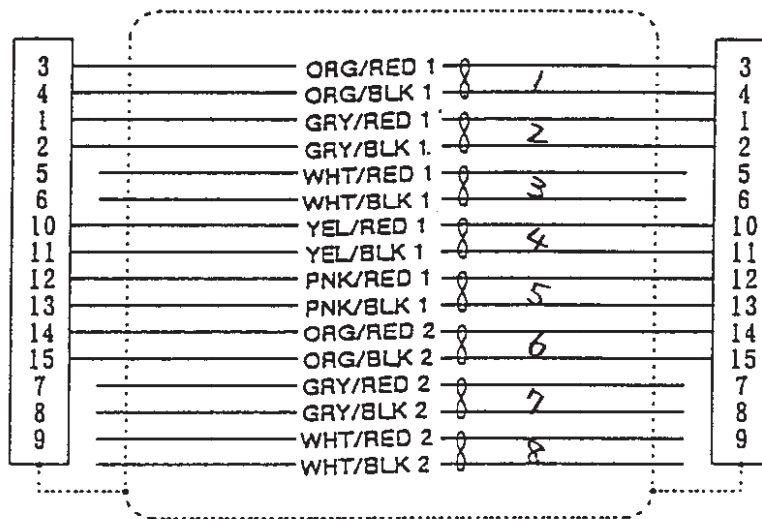 3 ORG/RED 1 3
4 ORG/BLK 1 1 4
1 GRY/RED 1 1
2 GRY/BLK 1. 2 2
5 WHT/RED 1 5
6 WHT/BLK 1 3 6
10 YEL/RED 1 10
11 YEL/BLK 1 4 11
12 PNK/RED 1 12
13 PNK/BLK 1 5 13
14 ORG/RED 2 14
15 ORG/BLK 2 6 15
7 GRY/RED 2 7
8 GRY/BLK 2 7 8
9 WHT/RED 2 9
WHT/BLK 2 8